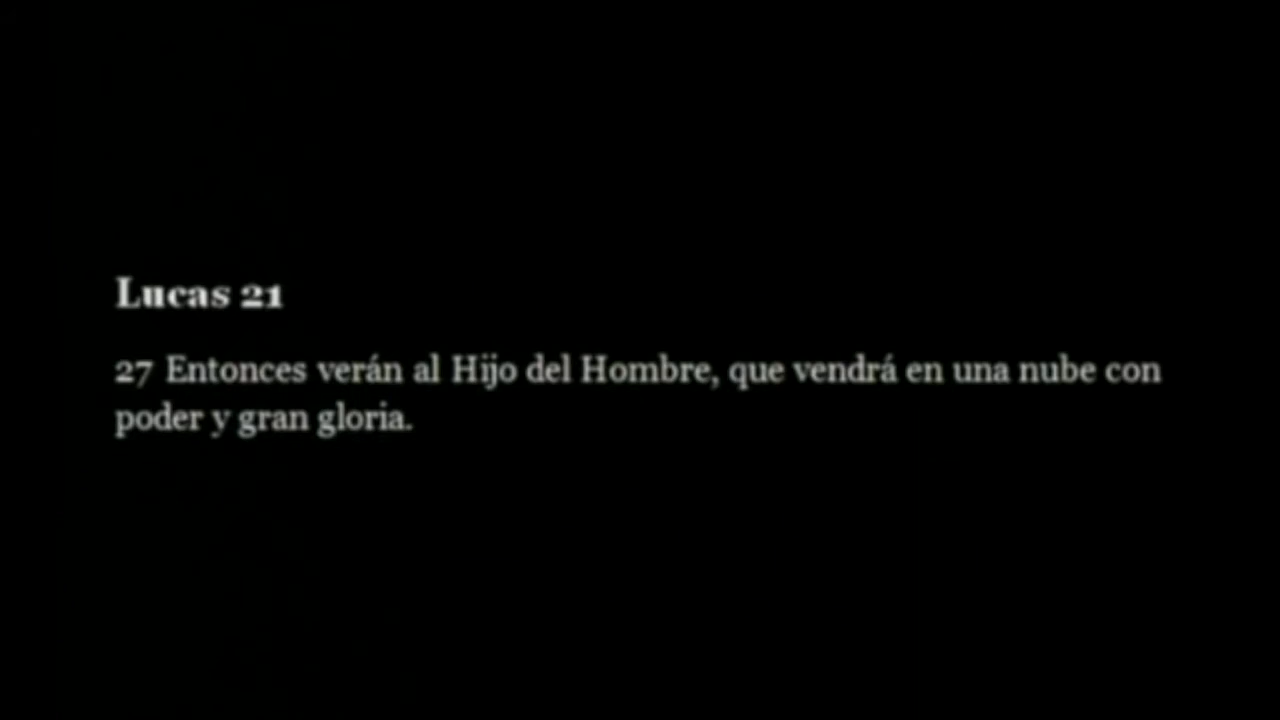 Lucas 21
27 Entonces verán al Hijo del Hombre, que vendrá en una nube con
poder y gran gloria.